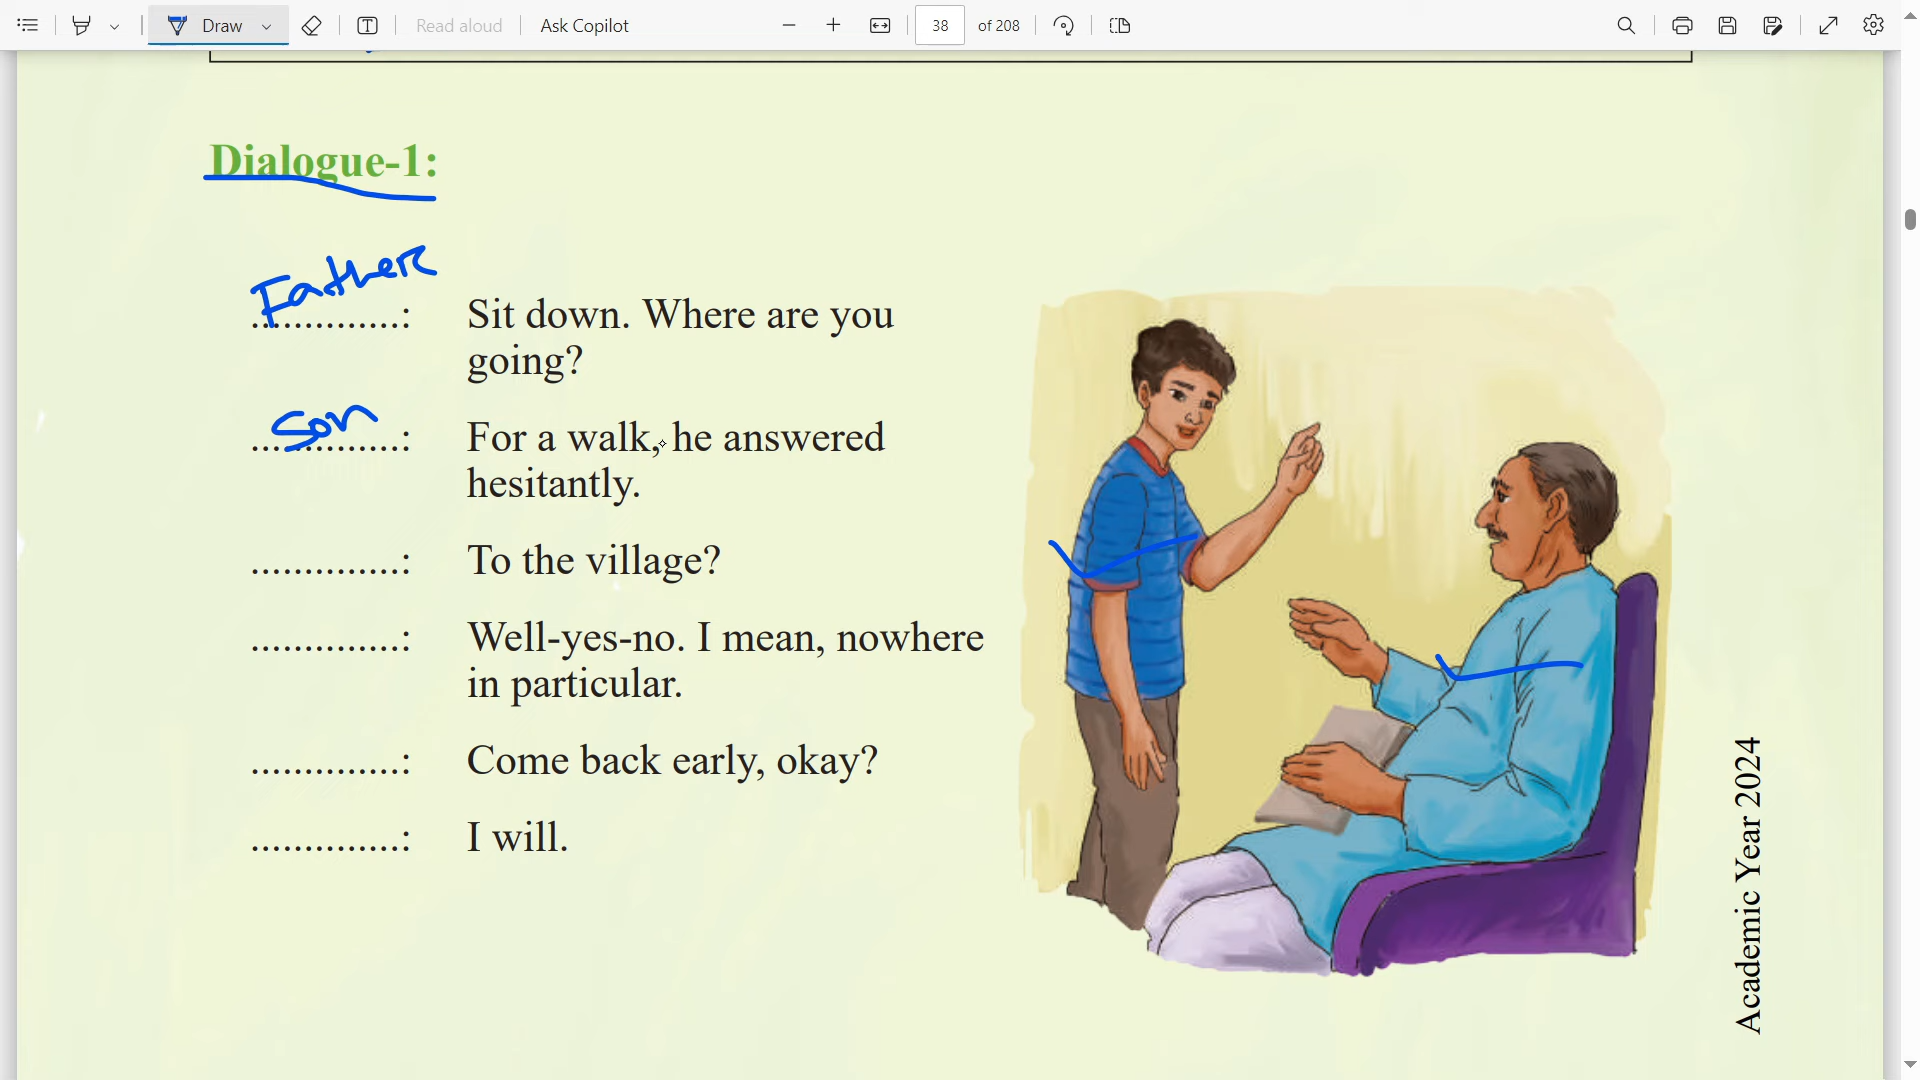 Draw
Read aloud
Ask Copilot
38
of 208
Dialogue-1:
Father
..............: Sit down. Where are you
going?
Son
..............: For a walk, he answered
hesitantly.
..............: To the village?
..............: Well-yes-no. I mean, nowhere
in particular.
..............: Come back early, okay?
..............: I will.
Academic Year 2024